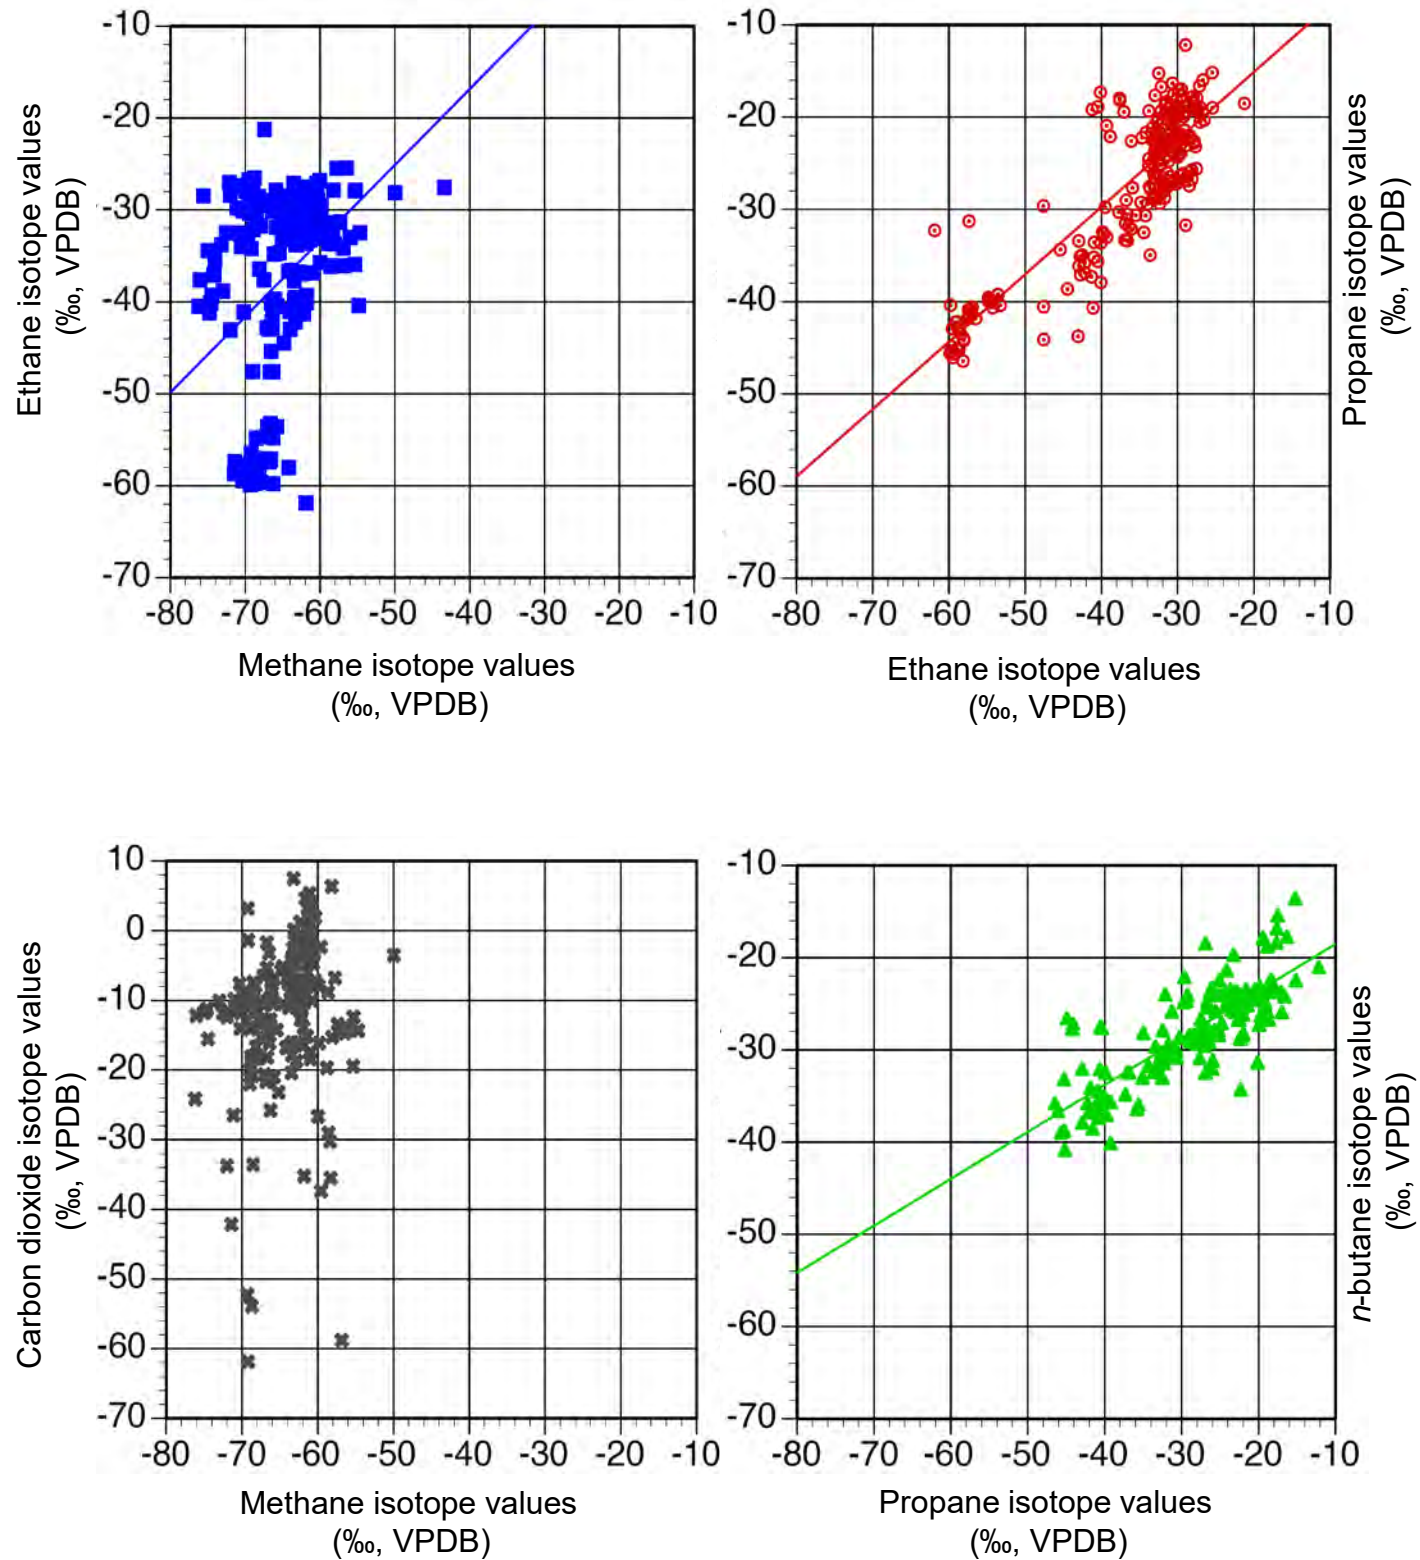 -10
-20
-30
-40
-50
-60
-70
Ethane isotope values
(‰, VPDB)
-80 -70 -60 -50 -40 -30 -20 -10
Methane isotope values
(‰, VPDB)
-10
-20
-30
-40
-50
-60
-70
Propane isotope values
(‰, VPDB)
-80 -70 -60 -50 -40 -30 -20 -10
Ethane isotope values
(‰, VPDB)
10
0
-10
-20
-30
-40
-50
-60
-70
Carbon dioxide isotope values
(‰, VPDB)
-80 -70 -60 -50 -40 -30 -20 -10
Methane isotope values
(‰, VPDB)
-10
-20
-30
-40
-50
-60
-70
n-butane isotope values
(‰, VPDB)
-80 -70 -60 -50 -40 -30 -20 -10
Propane isotope values
(‰, VPDB)